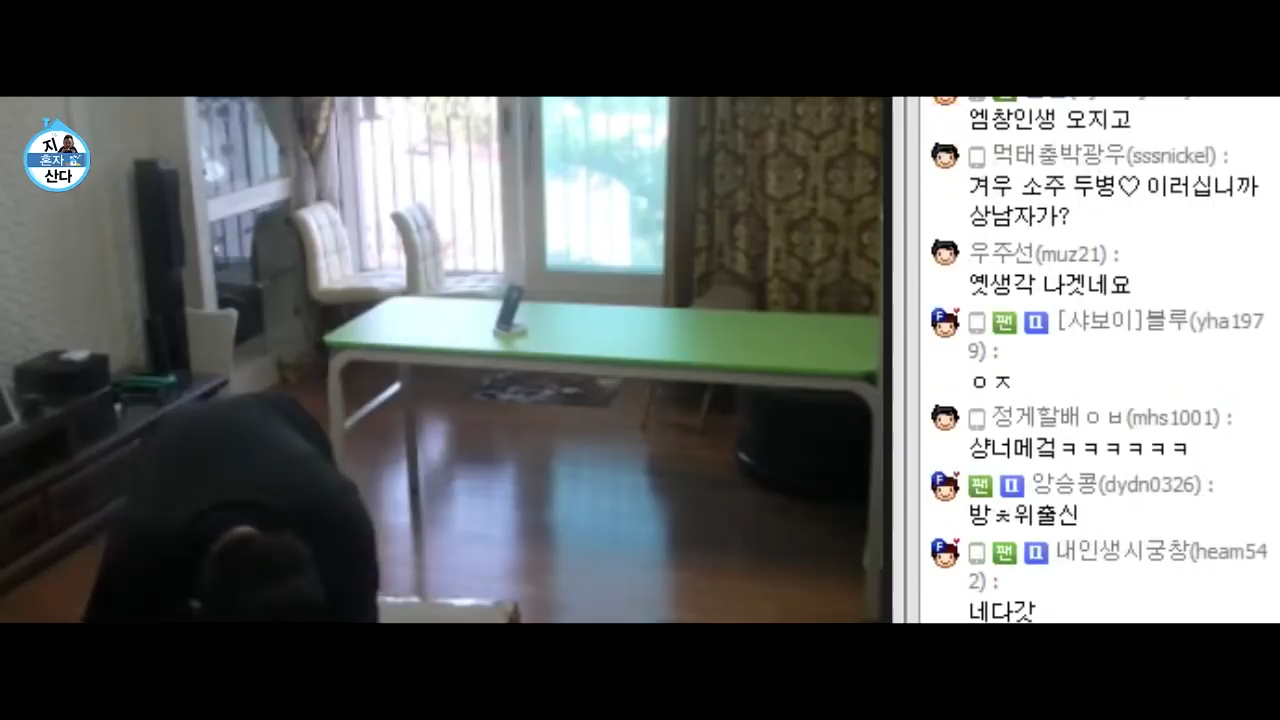 지
혼자
산다
엠창인생 오지고
먹태충박광우(sssnickel) :
겨우 소주 두병♡ 이러십니까
상남자가?
우주선(muz21) :
옛생각 나겟네요
팬 [샤보이]블루(yha197
9) :
ㅇㅈ
정게할배ㅇㅂ(mhs1001) :
샹너메걱ㅋㅋㅋㅋㅋㅋ
팬 앙승콩(dydn0326) :
방ㅊ위출신
팬 내인생시궁창(heam54
2) :
네다갓